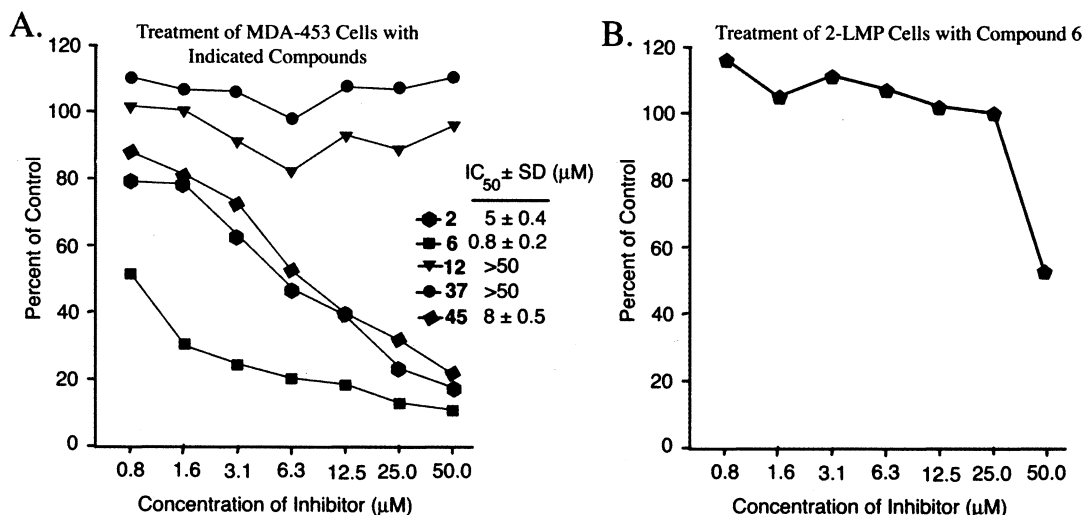 A.
Treatment of MDA-453 Cells with
Indicated Compounds
Percent of Control
120
100
80
60
40
20
0
0.8 1.6 3.1 6.3 12.5 25.0 50.0
Concentration of Inhibitor (μM)
IC50 ± SD (μM)
2 5 ± 0.4
6 0.8 ± 0.2
12 >50
37 >50
45 8 ± 0.5
B.
Treatment of 2-LMP Cells with Compound 6
Percent of Control
120
100
80
60
40
20
0
0.8 1.6 3.1 6.3 12.5 25.0 50.0
Concentration of Inhibitor (μM)